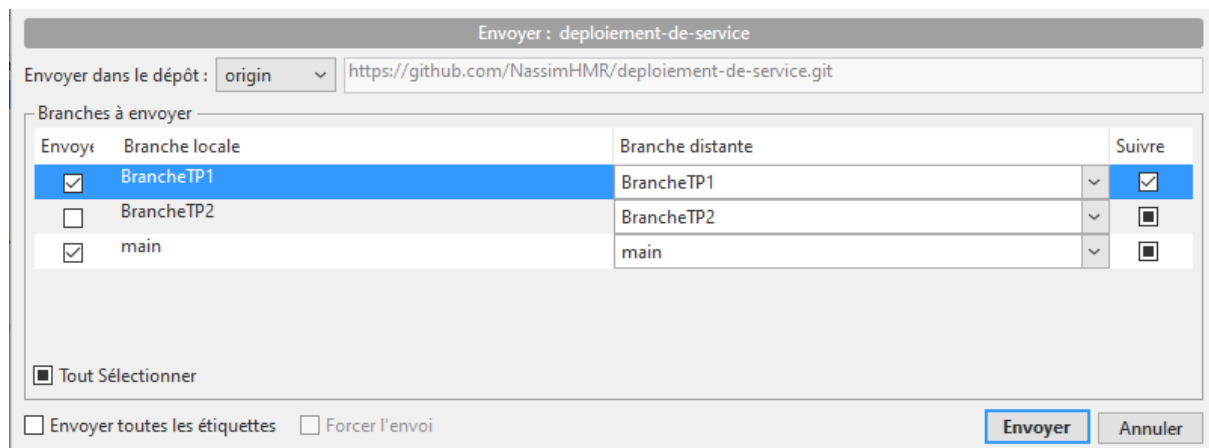 Envoyer : deploiement-de-service
Envoyer dans le dépôt : origin https://github.com/NassimHMR/deploiement-de-service.git
Branches à envoyer
Envoye Branche locale Branche distante Suivre
BrancheTP1 BrancheTP1
BrancheTP2 BrancheTP2
main main
Tout Sélectionner
Envoyer toutes les étiquettes Forcer l'envoi Envoyer Annuler